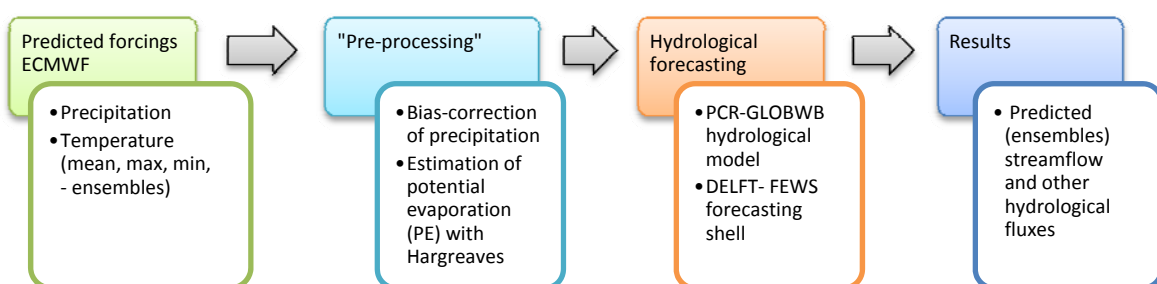 Predicted forcings
ECMWF
•Precipitation
•Temperature
(mean, max, min,
- ensembles)
"Pre-processing"
•Bias-correction
of precipitation
•Estimation of
potential
evaporation
(PE) with
Hargreaves
Hydrological
forecasting
•PCR-GLOBWB
hydrological
model
•DELFT- FEWS
forecasting
shell
Results
• Predicted
(ensembles)
streamflow
and other
hydrological
fluxes